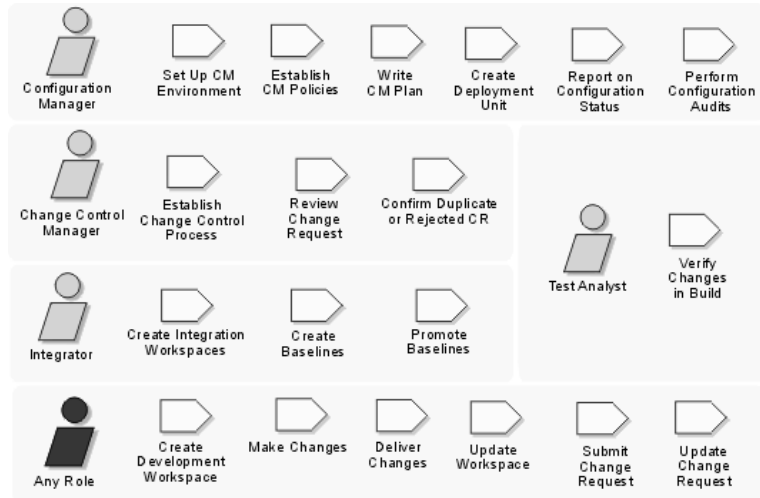 Configuration
Manager
Set Up CM
Environment
Establish
CM Policies
Write
CM Plan
Create
Deployment
Unit
Report on
Configuration
Status
Perform
Configuration
Audits
Change Control
Manager
Establish
Change Control
Process
Review
Change
Request
Confirm Duplicate
or Rejected CR
Test Analyst
Verify
Changes
in Build
Integrator
Create Integration
Workspaces
Create
Baselines
Promote
Baselines
Any Role
Create
Development
Workspace
Make Changes
Deliver
Changes
Update
Workspace
Submit
Change
Request
Update
Change
Request